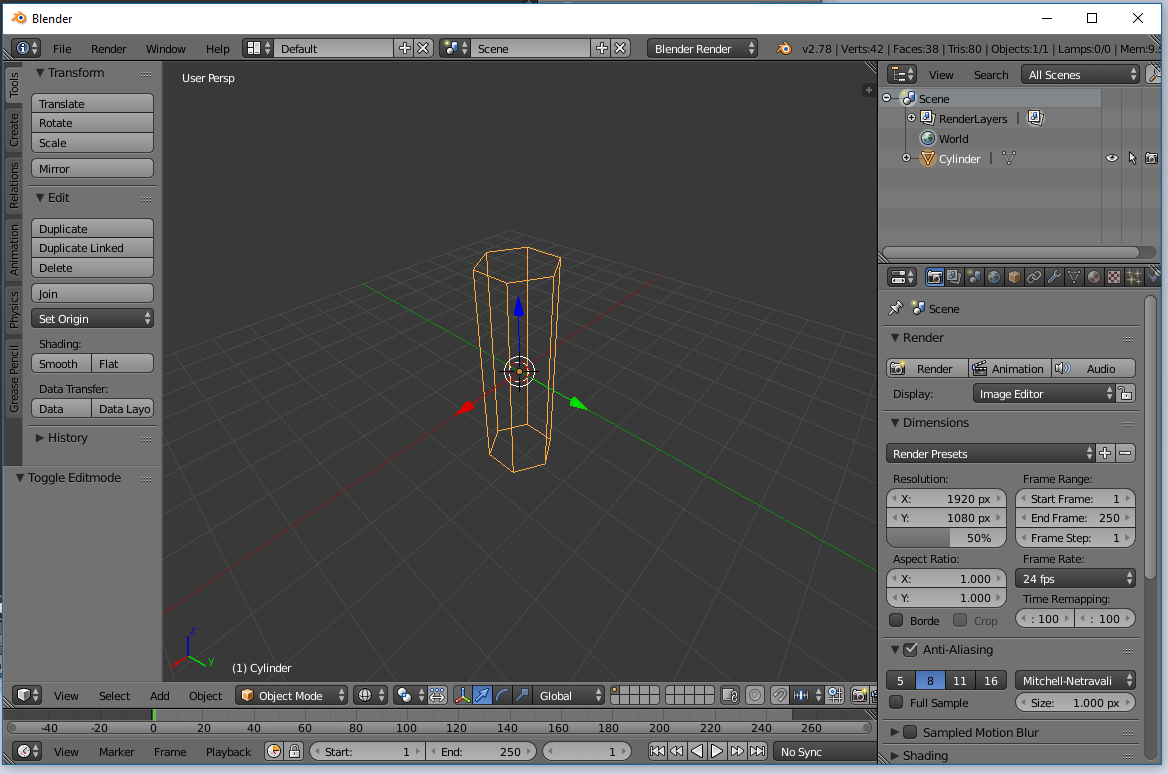 Blender
File Render Window Help Default Scene Blender Render v2.78 | Verts:42 | Faces:38 | Tris:80 | Objects:1/1 | Lamps:0/0 | Mem:9.
Tools
Create
Relations
Animation
Physics
Grease Pencil
Transform
Translate
Rotate
Scale
Mirror
Edit
Duplicate
Duplicate Linked
Delete
Join
Set Origin
Shading:
Smooth Flat
Data Transfer:
Data Data Layo
History
Toggle Editmode
User Persp
z
y
(1) Cylinder
View Select Add Object Object Mode Global
-40 -20 0 20 40 60 80 100 120 140 160 180 200 220 240 260
View Marker Frame Playback Start: 1 End: 250 1 No Sync
View Search All Scenes
Scene
RenderLayers |
World
Cylinder |
Scene
Render
Render Animation Audio
Display: Image Editor
Dimensions
Render Presets
Resolution: Frame Range:
X: 1920 px Start Frame: 1
Y: 1080 px End Frame: 250
50% Frame Step: 1
Aspect Ratio: Frame Rate:
X: 1.000 24 fps
Y: 1.000 Time Remapping:
Borde Crop : 100 : 100
Anti-Aliasing
5 8 11 16 Mitchell-Netravali
Full Sample Size: 1.000 px
Sampled Motion Blur
Shading